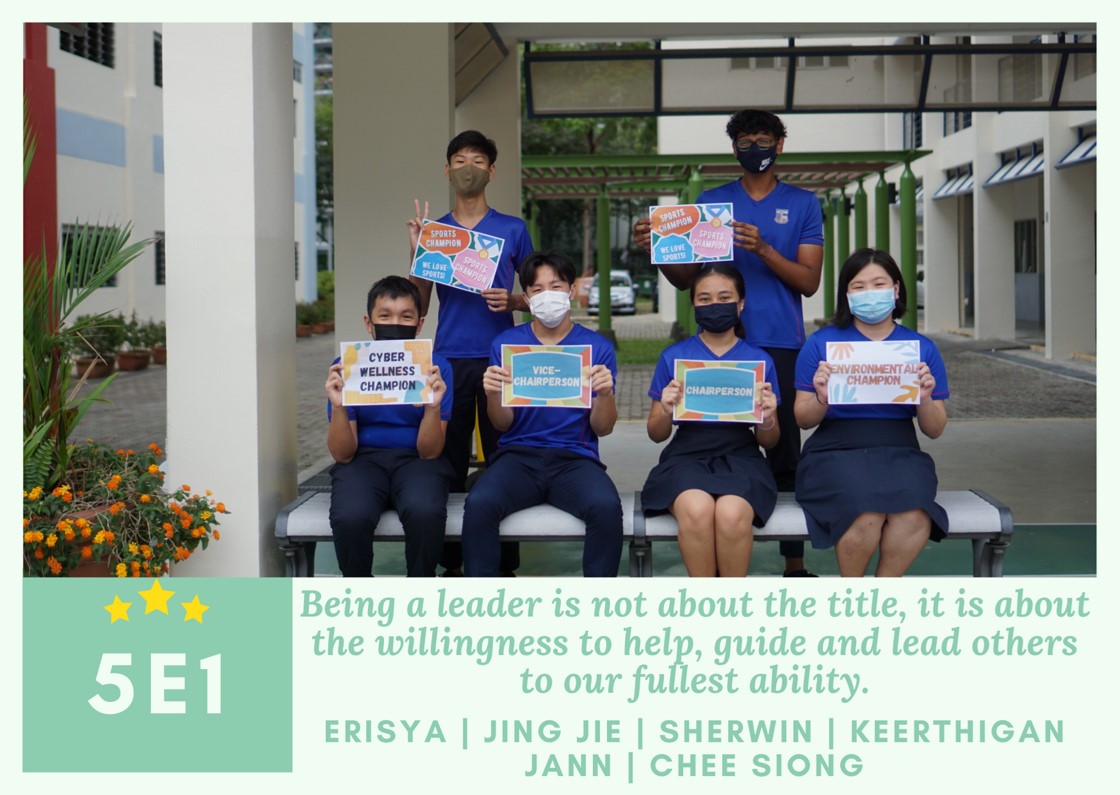 SPORTS
CHAMPION
WE LOVE
SPORTS!
SPORTS
CHAMPION
SPORTS
CHAMPION
WE LOVE
SPORTS!
SPORTS
CHAMPION
CYBER
WELLNESS
CHAMPION
VICE-
CHAIRPERSON
CHAIRPERSON
ENVIRONMENTAL
CHAMPION
5E1
Being a leader is not about the title, it is about
the willingness to help, guide and lead others
to our fullest ability.
ERISYA | JING JIE | SHERWIN | KEERTHIGAN
JANN | CHEE SIONG